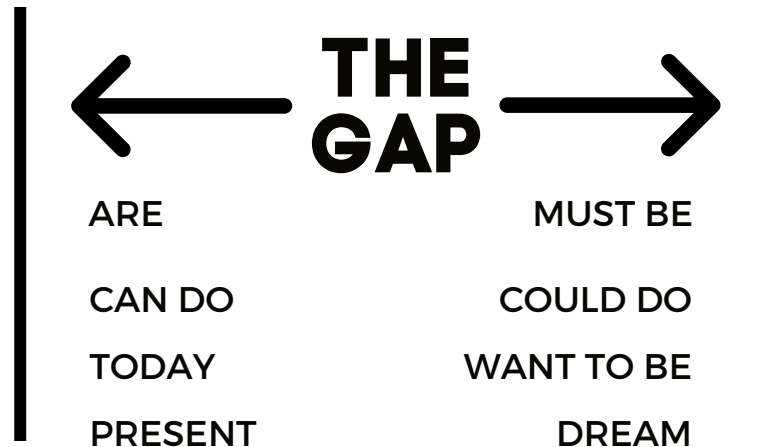 THE
GAP
ARE MUST BE
CAN DO COULD DO
TODAY WANT TO BE
PRESENT DREAM